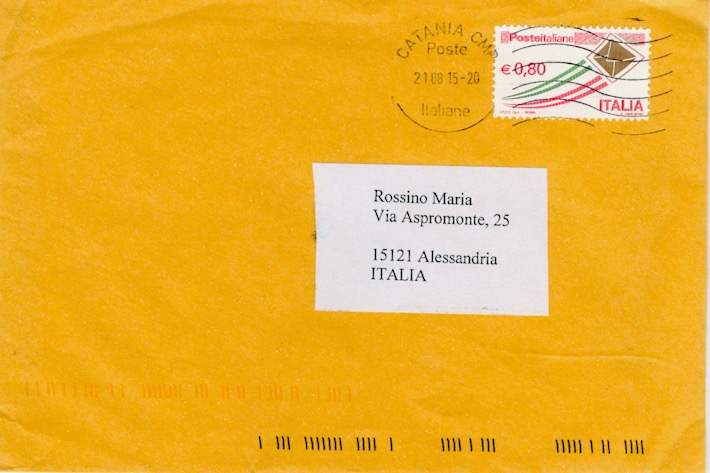 CATANIA CMP
Poste
21 08 15-20
Italiane
Posteitaliane
€ 0,80
ITALIA
Rossino Maria
Via Aspromonte, 25
15121 Alessandria
ITALIA